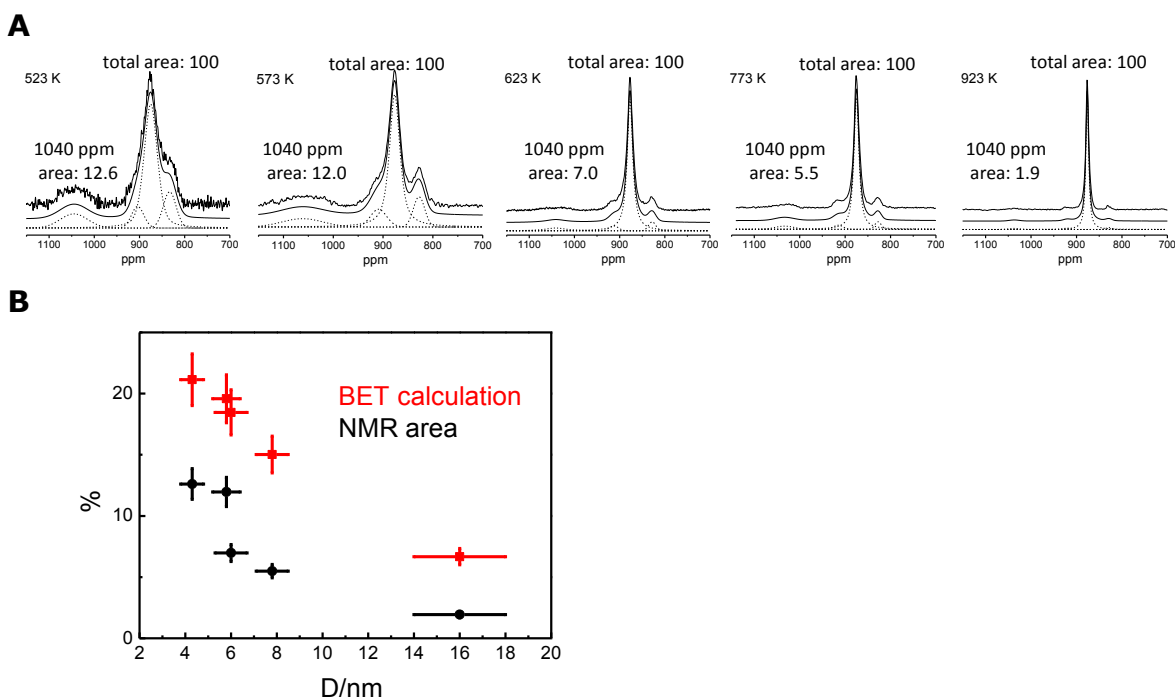 A
523 K
total area: 100
1040 ppm
area: 12.6
1100 1000 900 800 700
ppm
573 K
total area: 100
1040 ppm
area: 12.0
1100 1000 900 800 700
ppm
623 K
total area: 100
1040 ppm
area: 7.0
1100 1000 900 800 700
ppm
773 K
total area: 100
1040 ppm
area: 5.5
1100 1000 900 800 700
ppm
923 K
total area: 100
1040 ppm
area: 1.9
1100 1000 900 800 700
ppm
B
BET calculation
NMR area
%
20
10
0
2 4 6 8 10 12 14 16 18 20
D/nm